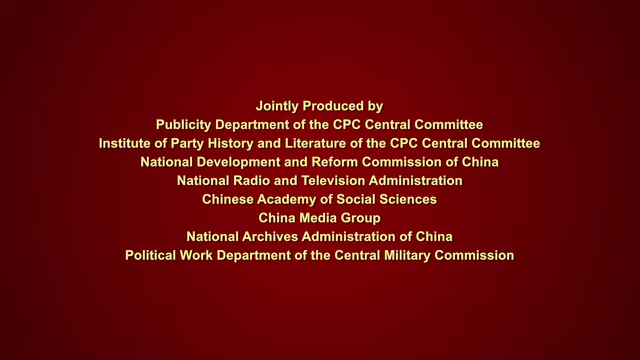 Jointly Produced by
Publicity Department of the CPC Central Committee
Institute of Party History and Literature of the CPC Central Committee
National Development and Reform Commission of China
National Radio and Television Administration
Chinese Academy of Social Sciences
China Media Group
National Archives Administration of China
Political Work Department of the Central Military Commission